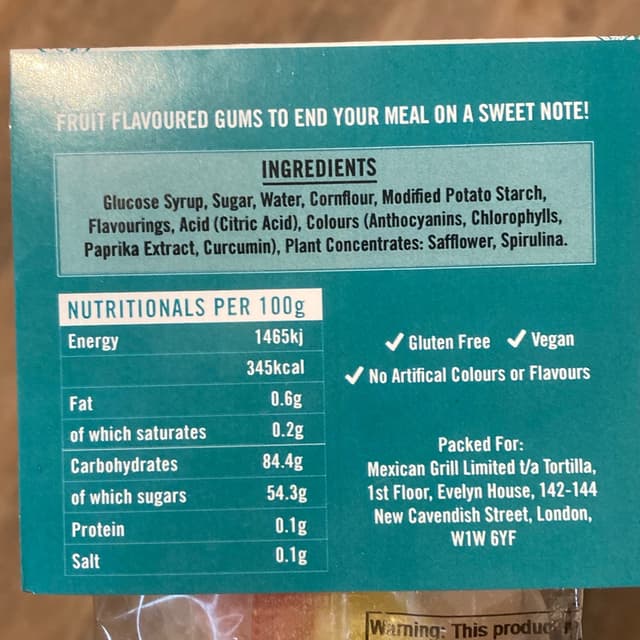 FRUIT FLAVOURED GUMS TO END YOUR MEAL ON A SWEET NOTE!
INGREDIENTS
Glucose Syrup, Sugar, Water, Cornflour, Modified Potato Starch,
Flavourings, Acid (Citric Acid), Colours (Anthocyanins, Chlorophylls,
Paprika Extract, Curcumin), Plant Concentrates: Safflower, Spirulina.
NUTRITIONALS PER 100g
Energy 1465kj
345kcal
Fat 0.6g
of which saturates 0.2g
Carbohydrates 84.4g
of which sugars 54.3g
Protein 0.1g
Salt 0.1g
✓ Gluten Free ✓ Vegan
✓ No Artifical Colours or Flavours
Packed For:
Mexican Grill Limited t/a Tortilla,
1st Floor, Evelyn House, 142-144
New Cavendish Street, London,
W1W 6YF
Warning: This produc